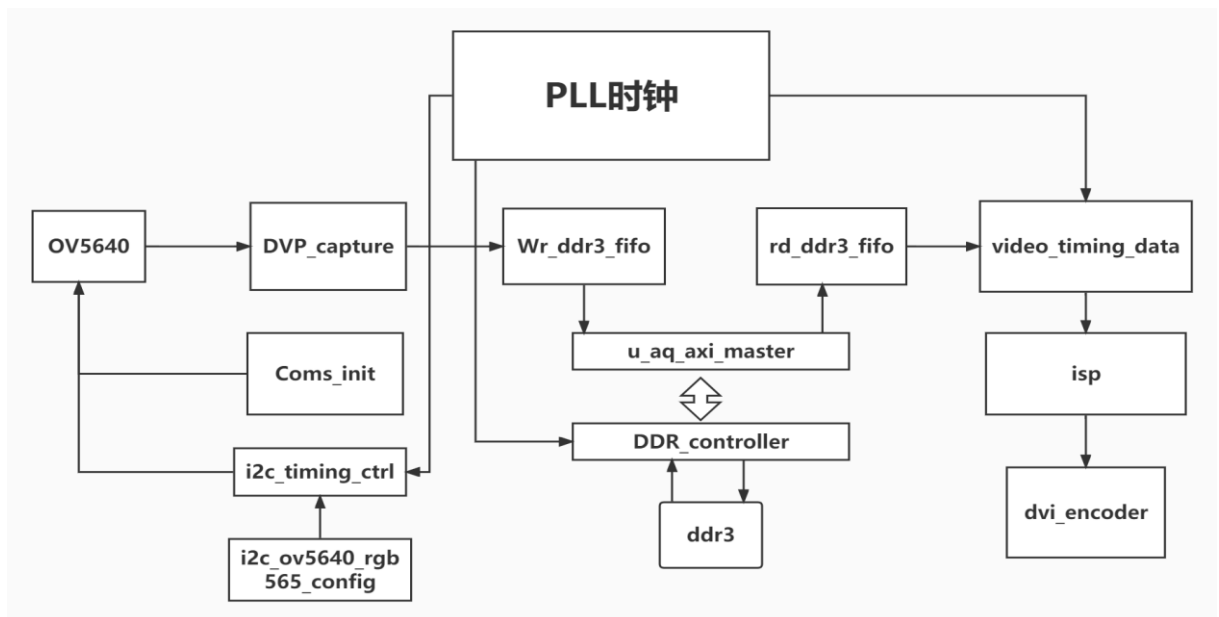 PLL时钟
OV5640
DVP_capture
Wr_ddr3_fifo
rd_ddr3_fifo
video_timing_data
u_aq_axi_master
Coms_init
isp
DDR_controller
i2c_timing_ctrl
ddr3
dvi_encoder
i2c_ov5640_rgb
565_config